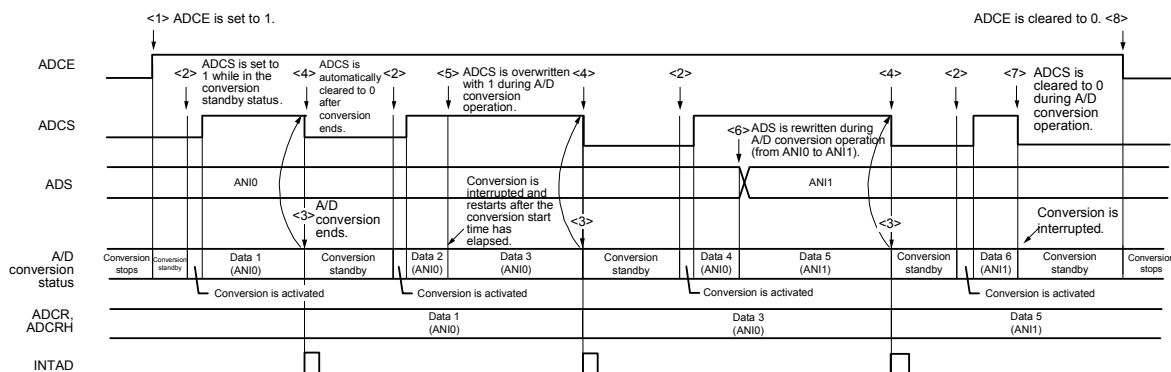 <1> ADCE is set to 1.
ADCE is cleared to 0. <8>
ADCE
<2>
ADCS is set to
1 while in the
conversion
standby status.
<4>
ADCS is
automatically
cleared to 0
after
conversion
ends.
<2>
<5>
ADCS is overwritten
with 1 during A/D
conversion
operation.
<4>
<2>
<4>
<2>
<7>
ADCS is
cleared to 0
during A/D
conversion
operation.
ADCS
<6>
ADS is rewritten during
A/D conversion operation
(from ANI0 to ANI1).
ADS
ANI0
ANI1
<3>
A/D
conversion
ends.
Conversion is
interrupted and
restarts after the
conversion start
time has
elapsed.
<3>
<3>
Conversion is
interrupted.
A/D
conversion
status
Conversion
stops
Conversion
standby
Data 1
(ANI0)
Conversion
standby
Data 2
(ANI0)
Data 3
(ANI0)
Conversion
standby
Data 4
(ANI0)
Data 5
(ANI1)
Conversion
standby
Data 6
(ANI1)
Conversion
standby
Conversion
stops
Conversion is activated
Conversion is activated
Conversion is activated
Conversion is activated
ADCR,
ADCRH
Data 1
(ANI0)
Data 3
(ANI0)
Data 5
(ANI1)
INTAD